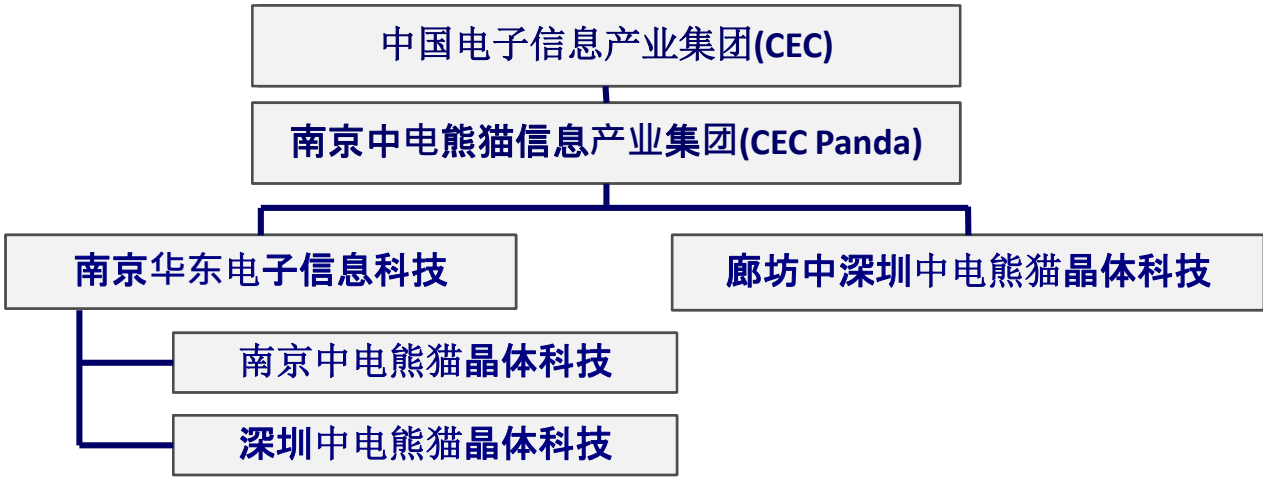 中国电子信息产业集团(CEC)
南京中电熊猫信息产业集团(CEC Panda)
南京华东电子信息科技
廊坊中深圳中电熊猫晶体科技
南京中电熊猫晶体科技
深圳中电熊猫晶体科技